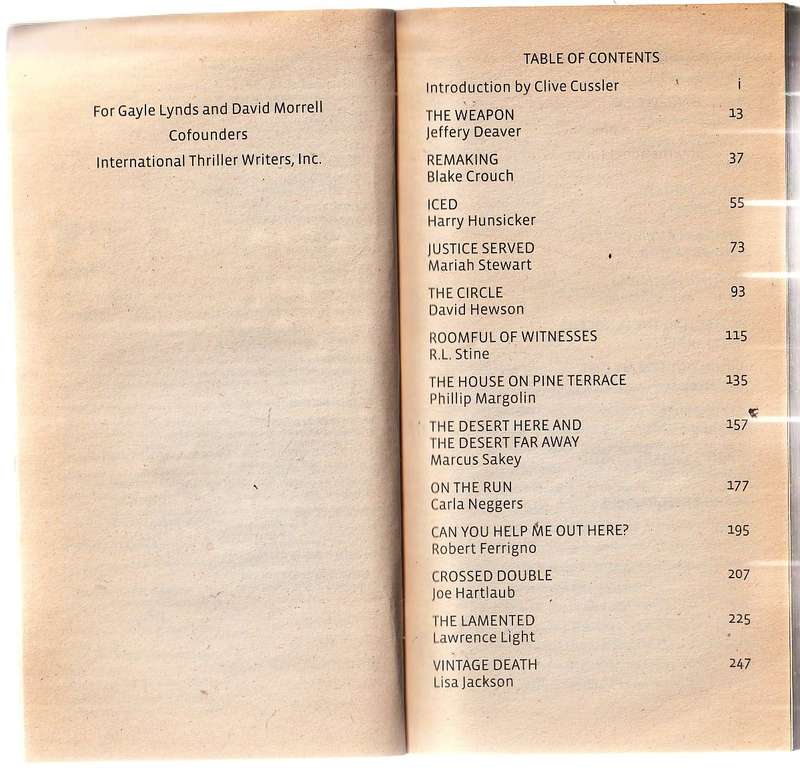 For Gayle Lynds and David Morrell
Cofounders
International Thriller Writers, Inc.
TABLE OF CONTENTS
Introduction by Clive Cussler i
THE WEAPON 13
Jeffery Deaver
REMAKING 37
Blake Crouch
ICED 55
Harry Hunsicker
JUSTICE SERVED 73
Mariah Stewart
THE CIRCLE 93
David Hewson
ROOMFUL OF WITNESSES 115
R.L. Stine
THE HOUSE ON PINE TERRACE 135
Phillip Margolin
THE DESERT HERE AND 157
THE DESERT FAR AWAY
Marcus Sakey
ON THE RUN 177
Carla Neggers
CAN YOU HELP ME OUT HERE? 195
Robert Ferrigno
CROSSED DOUBLE 207
Joe Hartlaub
THE LAMENTED 225
Lawrence Light
VINTAGE DEATH 247
Lisa Jackson